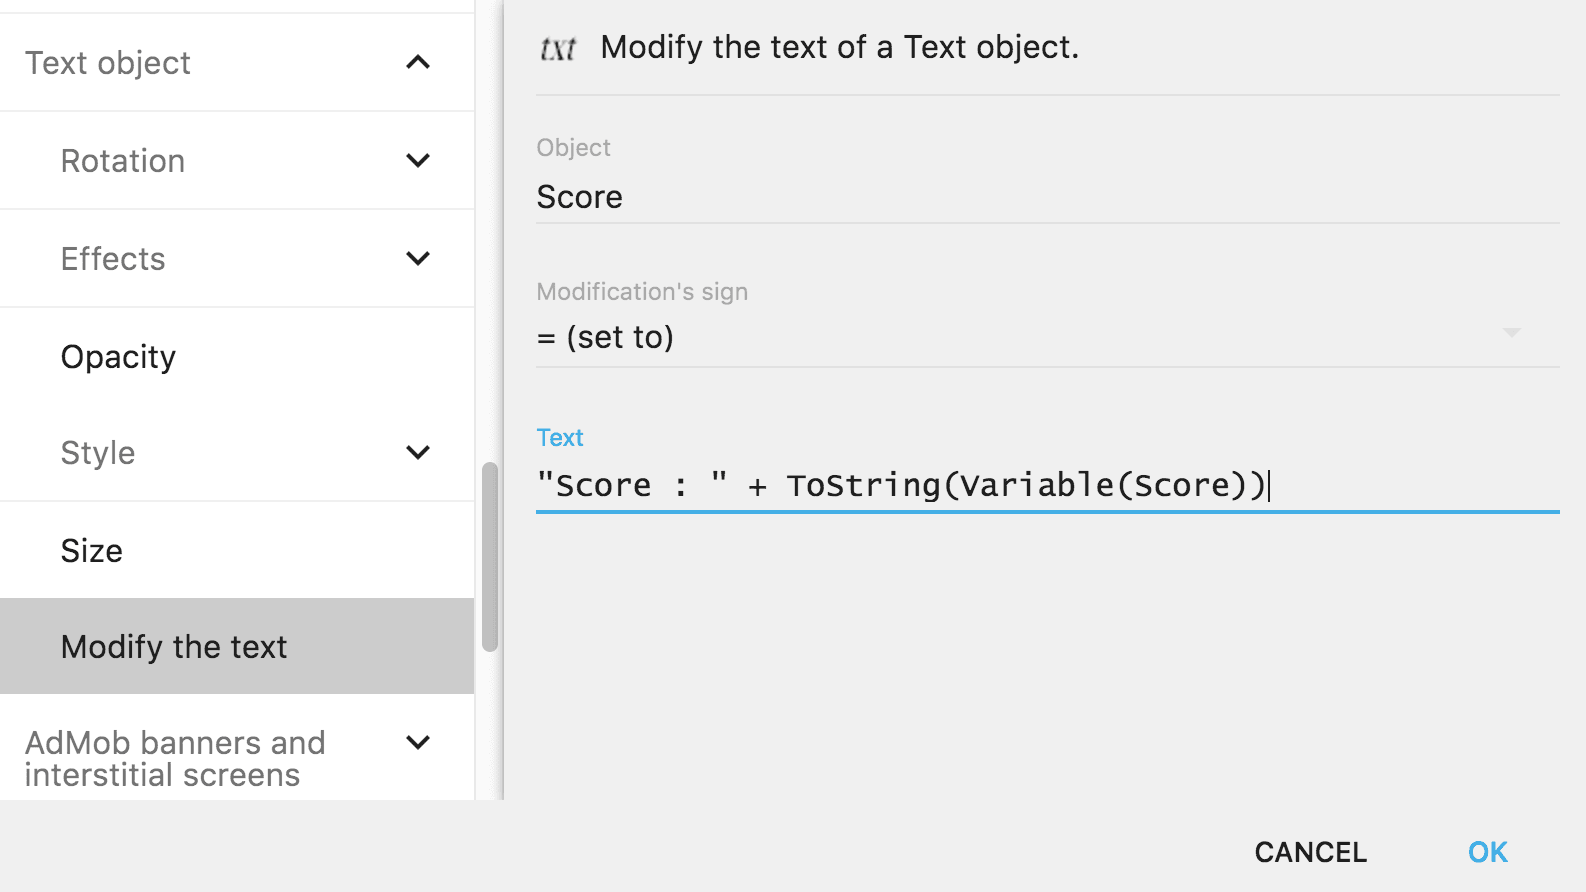 Text object
Rotation
Effects
Opacity
Style
Size
Modify the text
AdMob banners and
interstitial screens
txt Modify the text of a Text object.
Object
Score
Modification's sign
= (set to)
Text
"Score : " + ToString(Variable(Score))
CANCEL OK